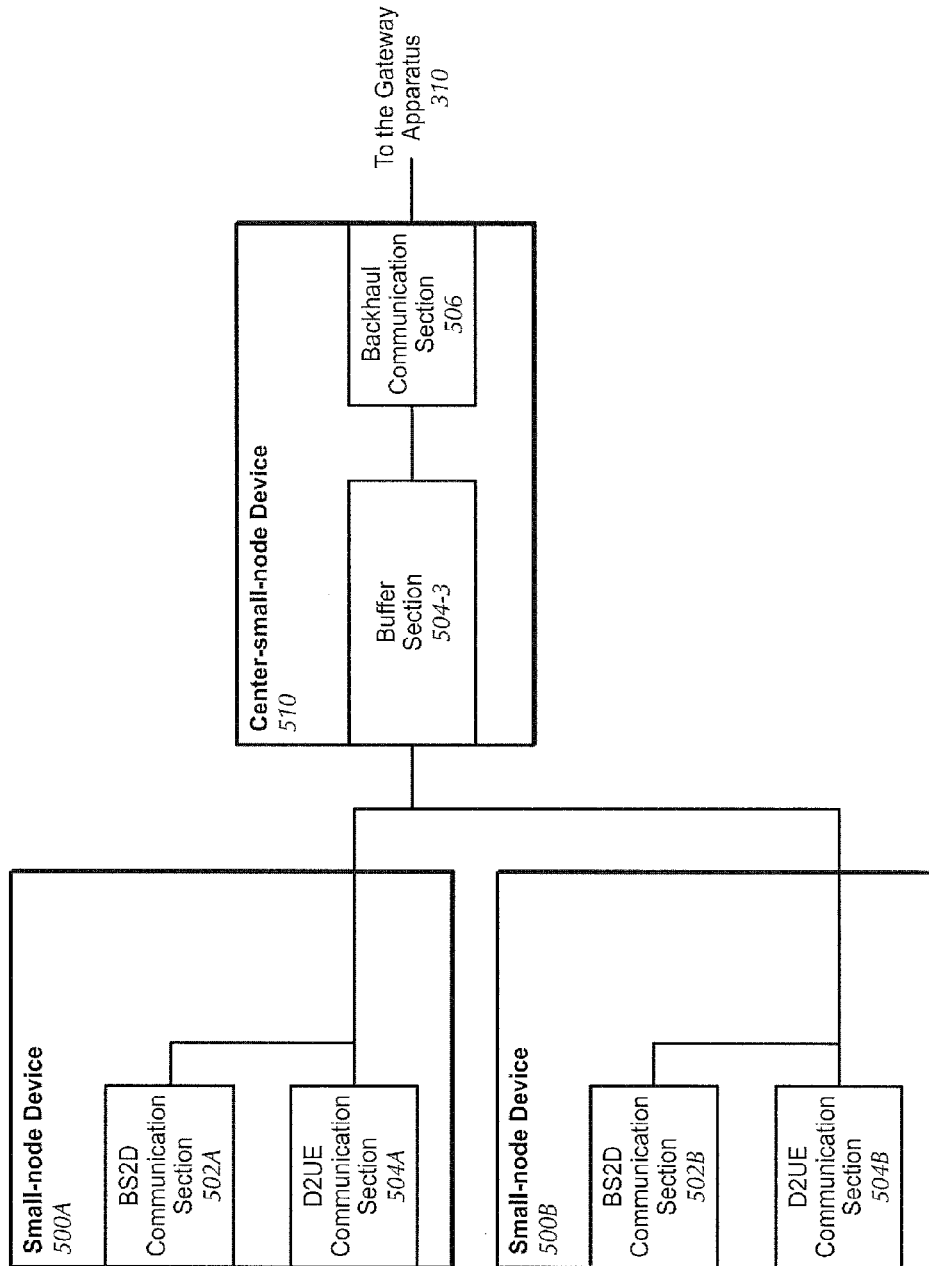 Small-node Device
500A
BS2D
Communication
Section
502A
D2UE
Communication
Section
504A
Small-node Device
500B
BS2D
Communication
Section
502B
D2UE
Communication
Section
504B
Center-small-node Device
510
Buffer
Section
504-3
Backhaul
Communication
Section
506
To the Gateway
Apparatus
310